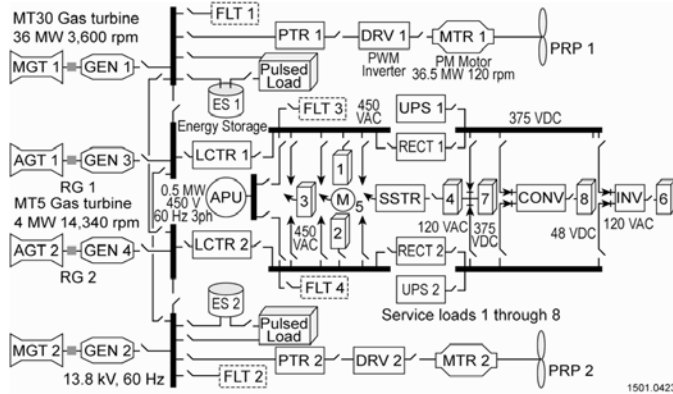 MT30 Gas turbine
36 MW 3,600 rpm
MGT 1
GEN 1
FLT 1
PTR 1
DRV 1
MTR 1
PWM
Inverter
PM Motor
36.5 MW 120 rpm
PRP 1
Pulsed
Load
ES 1
Energy Storage
FLT 3
450
VAC
UPS 1
375 VDC
AGT 1
GEN 3
LCTR 1
RECT 1
RG 1
MT5 Gas turbine
4 MW 14,340 rpm
0.5 MW
450 V
60 Hz 3ph
APU
1
3
M
5
2
450
VAC
SSTR
4
7
CONV
8
INV
6
120 VAC
375
VDC
48 VDC
120 VAC
AGT 2
GEN 4
LCTR 2
RECT 2
RG 2
FLT 4
UPS 2
Service loads 1 through 8
ES 2
Pulsed
Load
MGT 2
GEN 2
PTR 2
DRV 2
MTR 2
PRP 2
13.8 kV, 60 Hz
FLT 2
1501.0423